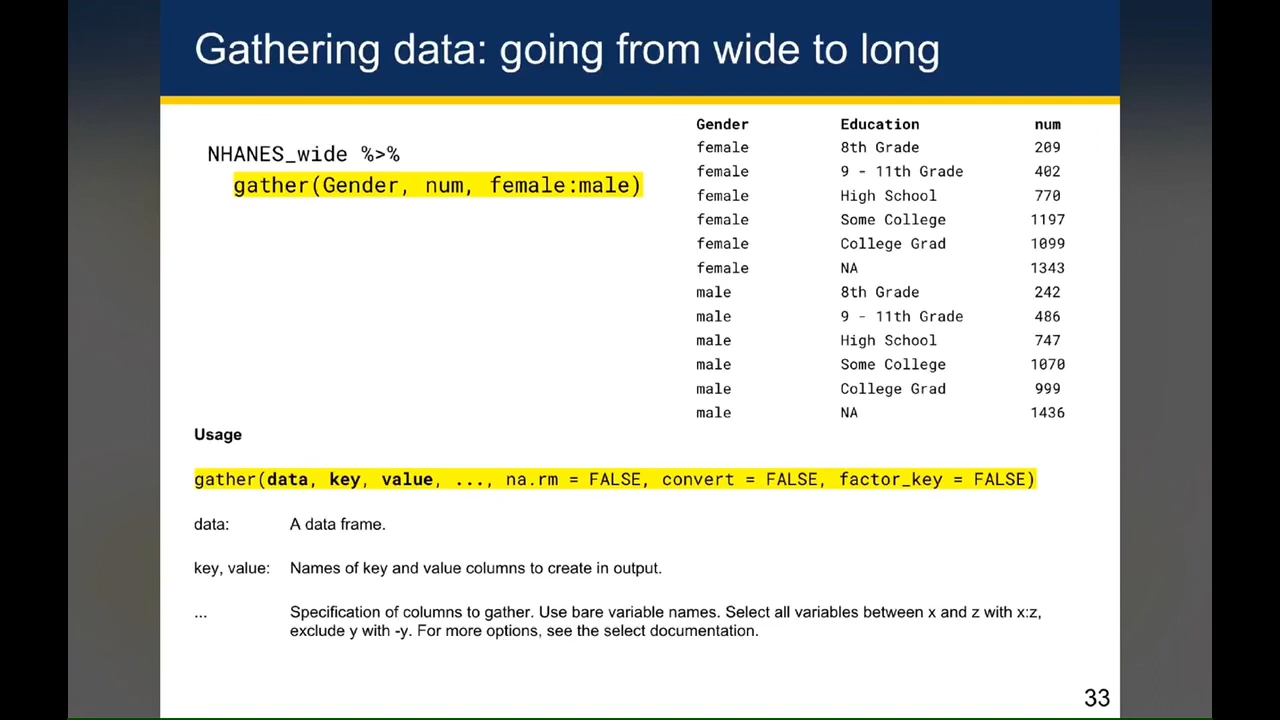 Gathering data: going from wide to long
NHANES_wide %>%
gather(Gender, num, female:male)
Gender Education num
female 8th Grade 209
female 9 - 11th Grade 402
female High School 770
female Some College 1197
female College Grad 1099
female NA 1343
male 8th Grade 242
male 9 - 11th Grade 486
male High School 747
male Some College 1070
male College Grad 999
male NA 1436
Usage
gather(data, key, value, ..., na.rm = FALSE, convert = FALSE, factor_key = FALSE)
data: A data frame.
key, value: Names of key and value columns to create in output.
... Specification of columns to gather. Use bare variable names. Select all variables between x and z with x:z,
exclude y with -y. For more options, see the select documentation.
33